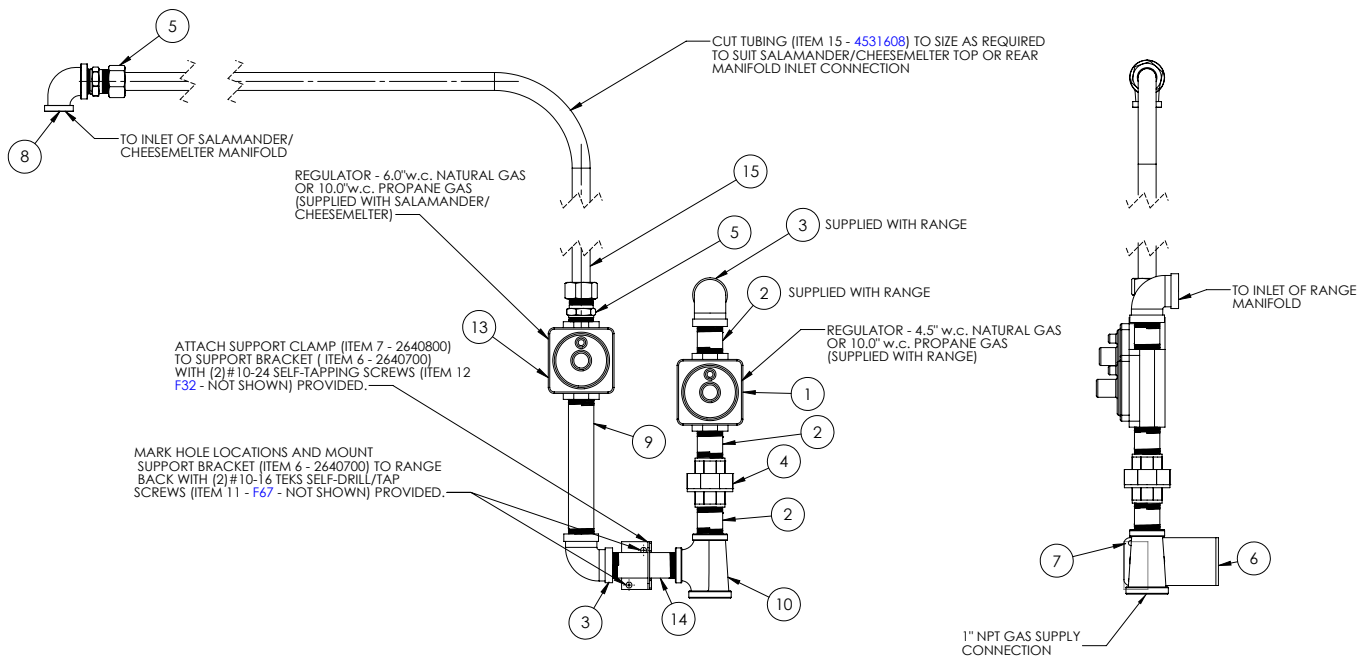 5
8
TO INLET OF SALAMANDER/
CHEESEMELTER MANIFOLD
CUT TUBING (ITEM 15 - 4531608) TO SIZE AS REQUIRED
TO SUIT SALAMANDER/CHEESEMELTER TOP OR REAR
MANIFOLD INLET CONNECTION
REGULATOR - 6.0"w.c. NATURAL GAS
OR 10.0"w.c. PROPANE GAS
(SUPPLIED WITH SALAMANDER/
CHEESEMELTER)
15
5
3 SUPPLIED WITH RANGE
2 SUPPLIED WITH RANGE
13
REGULATOR - 4.5" w.c. NATURAL GAS
OR 10.0" w.c. PROPANE GAS
(SUPPLIED WITH RANGE)
1
ATTACH SUPPORT CLAMP (ITEM 7 - 2640800)
TO SUPPORT BRACKET ( ITEM 6 - 2640700)
WITH (2)#10-24 SELF-TAPPING SCREWS (ITEM 12
F32 - NOT SHOWN) PROVIDED.
9
2
4
MARK HOLE LOCATIONS AND MOUNT
SUPPORT BRACKET (ITEM 6 - 2640700) TO RANGE
BACK WITH (2)#10-16 TEKS SELF-DRILL/TAP
SCREWS (ITEM 11 - F67 - NOT SHOWN) PROVIDED.
2
3
14
10
TO INLET OF RANGE
MANIFOLD
7
6
1" NPT GAS SUPPLY
CONNECTION